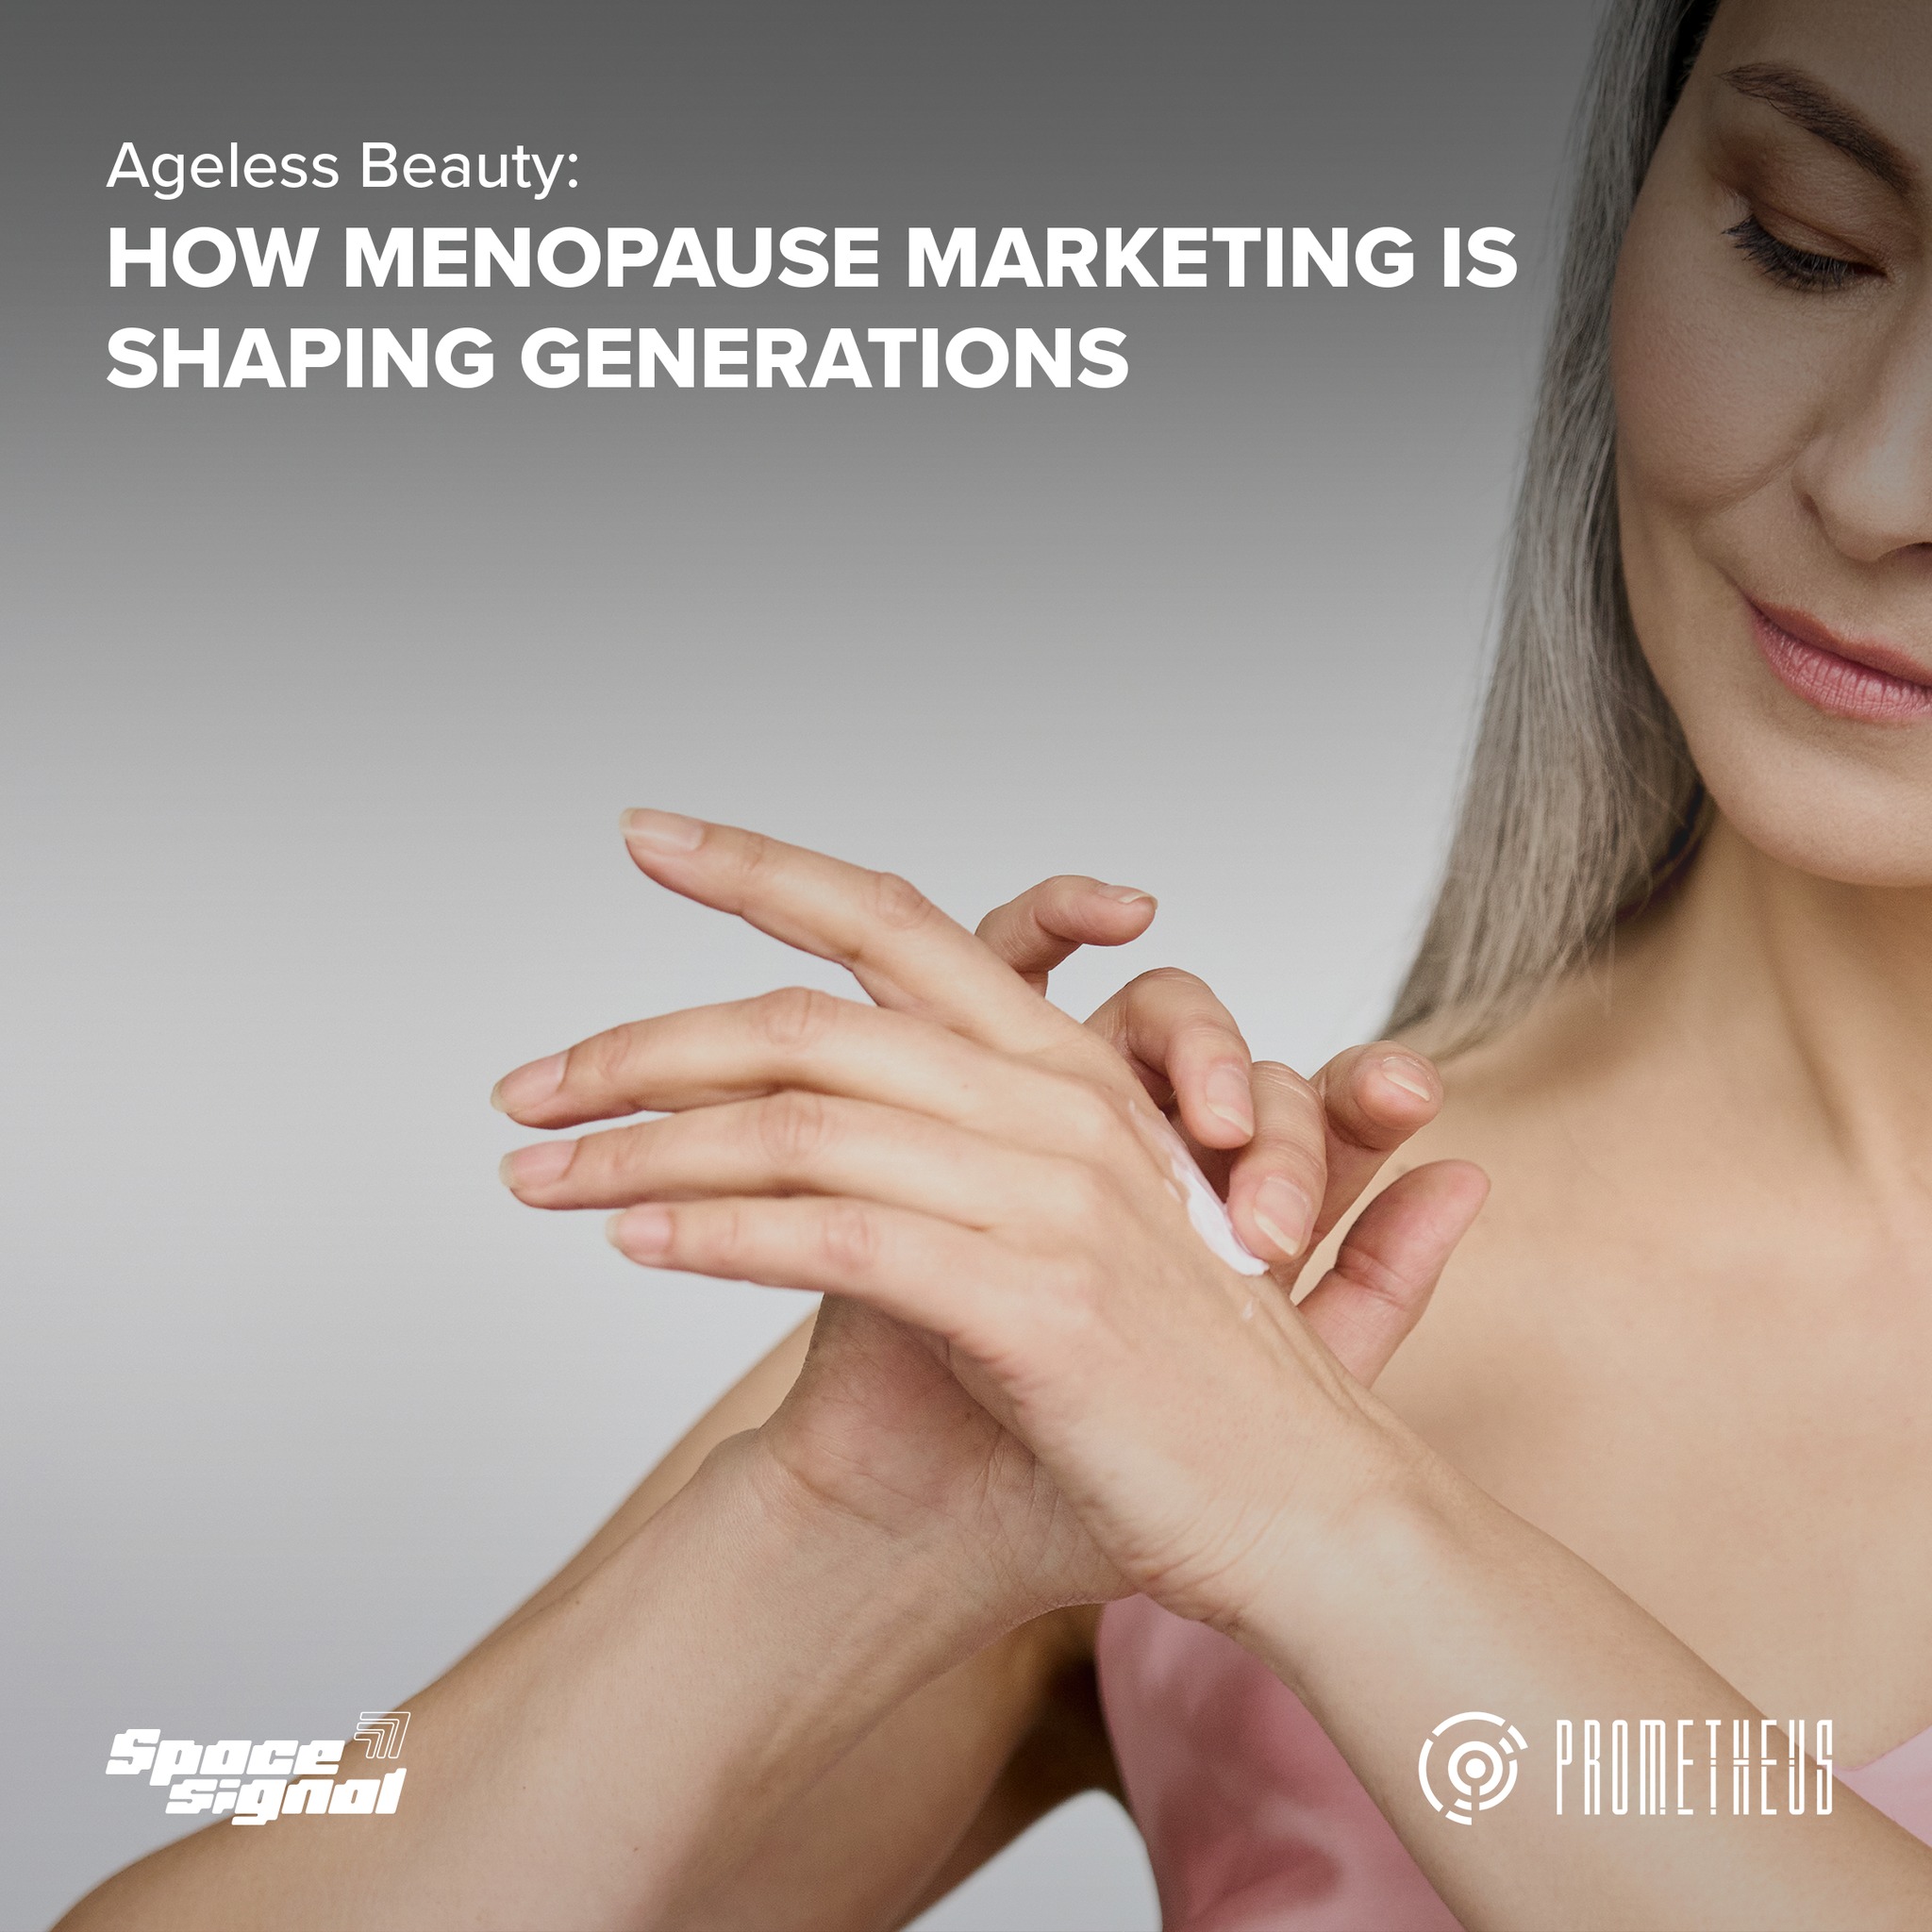 Ageless Beauty:
HOW MENOPAUSE MARKETING IS
SHAPING GENERATIONS
Space
Signal
PROMETHEUS